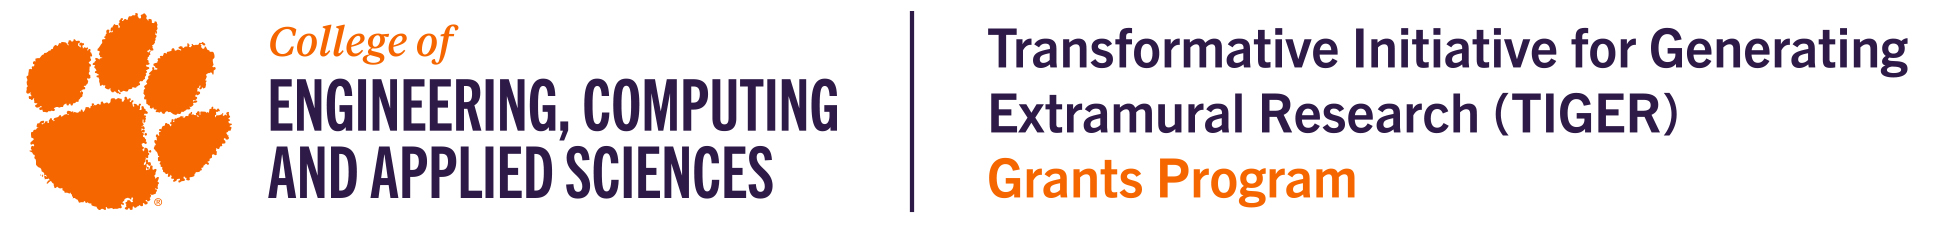 College of
ENGINEERING, COMPUTING
AND APPLIED SCIENCES
®
Transformative Initiative for Generating
Extramural Research (TIGER)
Grants Program